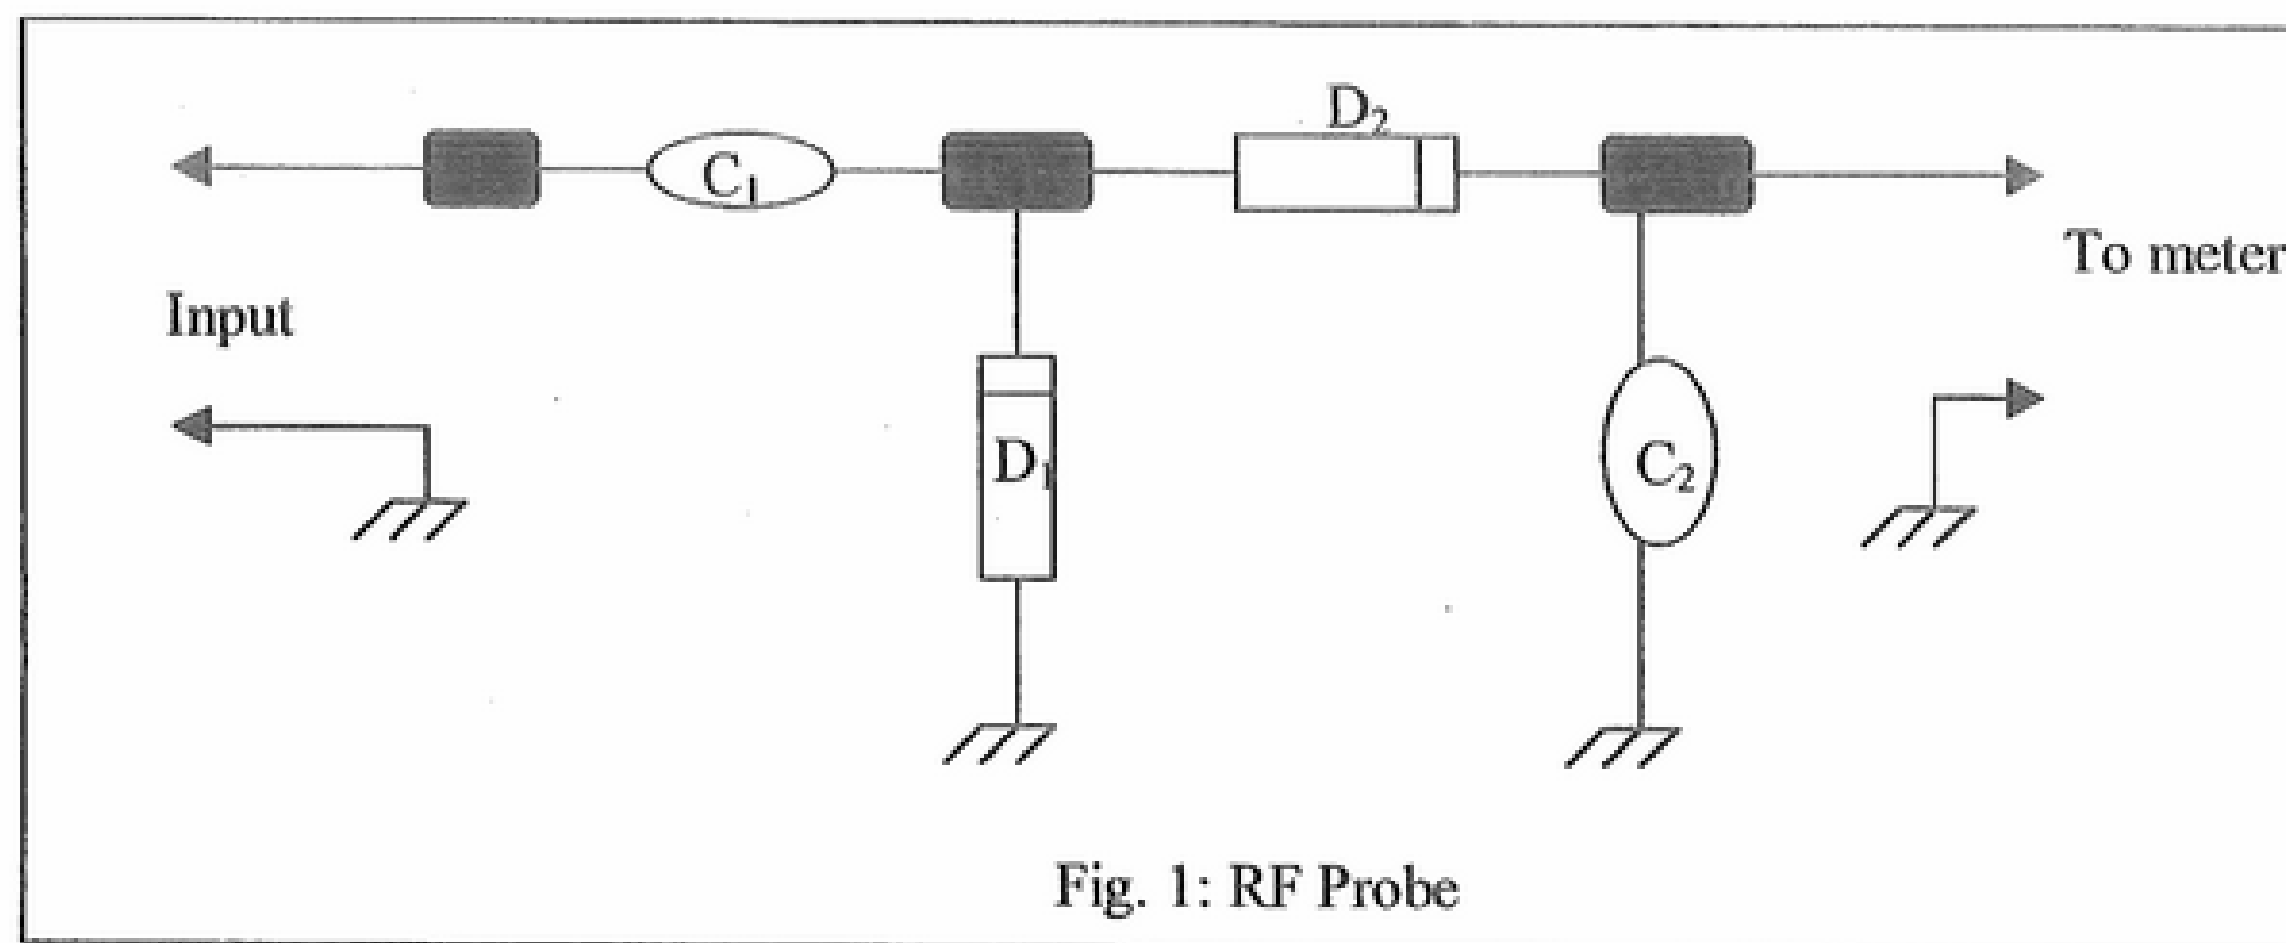 D₂
C₁
To meter
Input
D₁
C₂
Fig. 1: RF Probe